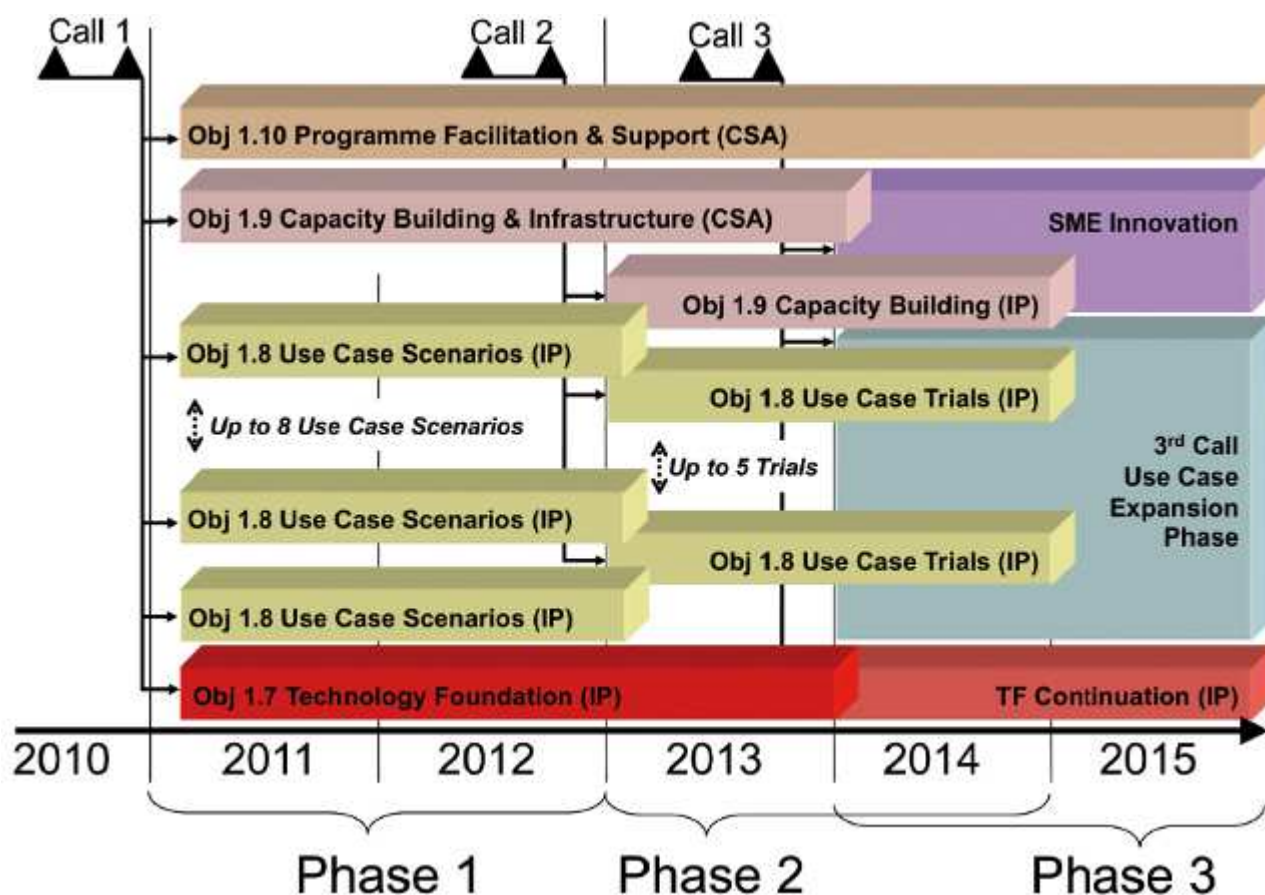 Call 1
Call 2
Call 3
Obj 1.10 Programme Facilitation & Support (CSA)
Obj 1.9 Capacity Building & Infrastructure (CSA)
SME Innovation
Obj 1.9 Capacity Building (IP)
Obj 1.8 Use Case Scenarios (IP)
Obj 1.8 Use Case Trials (IP)
Up to 8 Use Case Scenarios
Up to 5 Trials
3rd Call
Use Case
Expansion
Phase
Obj 1.8 Use Case Scenarios (IP)
Obj 1.8 Use Case Trials (IP)
Obj 1.8 Use Case Scenarios (IP)
Obj 1.7 Technology Foundation (IP)
TF Continuation (IP)
2010
2011
2012
2013
2014
2015
Phase 1
Phase 2
Phase 3